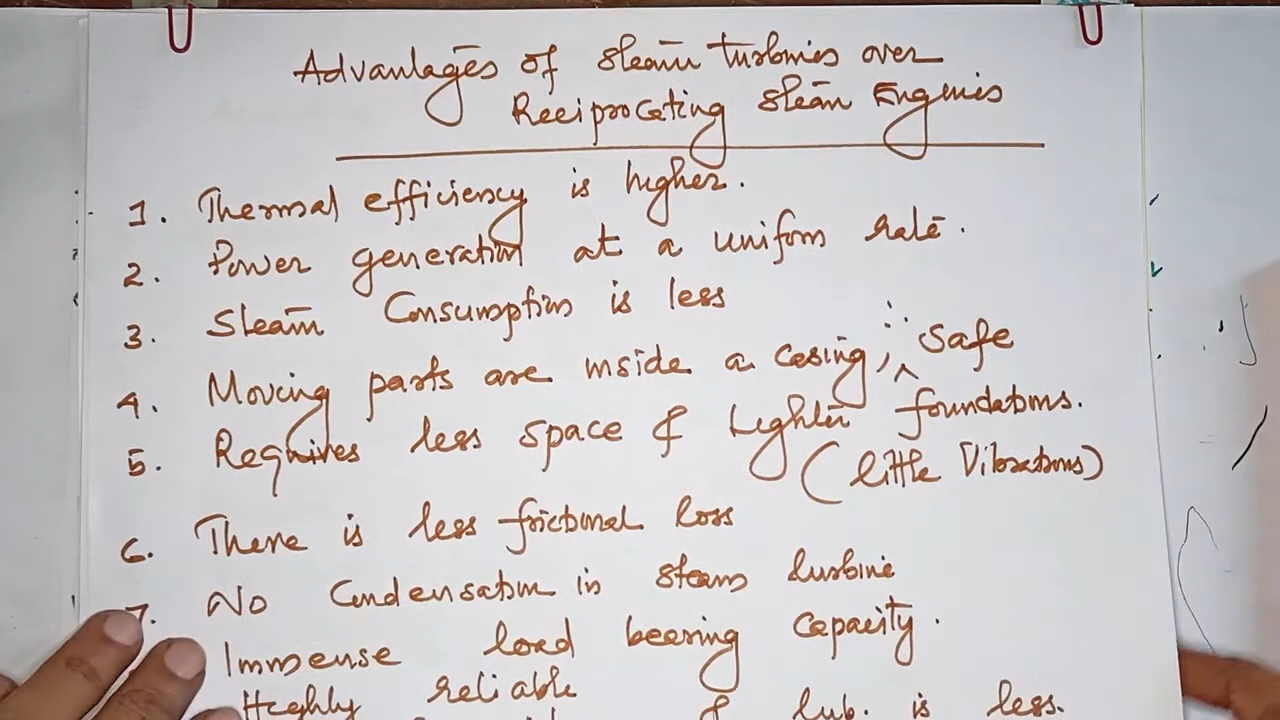 Advantages of Steam Turbines over
Reciprocating Steam Engines
1. Thermal efficiency is higher.
2. Power generation at a uniform rate.
3. Steam Consumption is less
4. Moving parts are inside a casing, ∴ safe
5. Requires less space & Lighter foundations.
(little Vibrations)
6. There is less frictional loss
7. No Condensation in steam turbine
Immense load bearing capacity.
Highly reliable
& lub. is less.